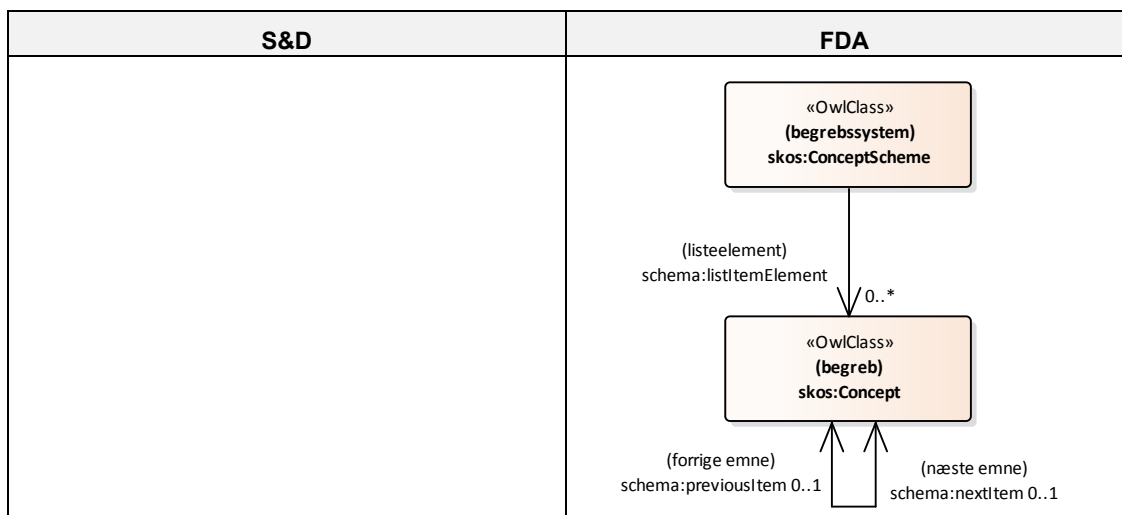 S&D
FDA
«OwlClass»
(begrebssystem)
skos:ConceptScheme
(listeelement)
schema:listItemElement
0..*
«OwlClass»
(begreb)
skos:Concept
(forrige emne)
schema:previousItem 0..1
(næste emne)
schema:nextItem 0..1